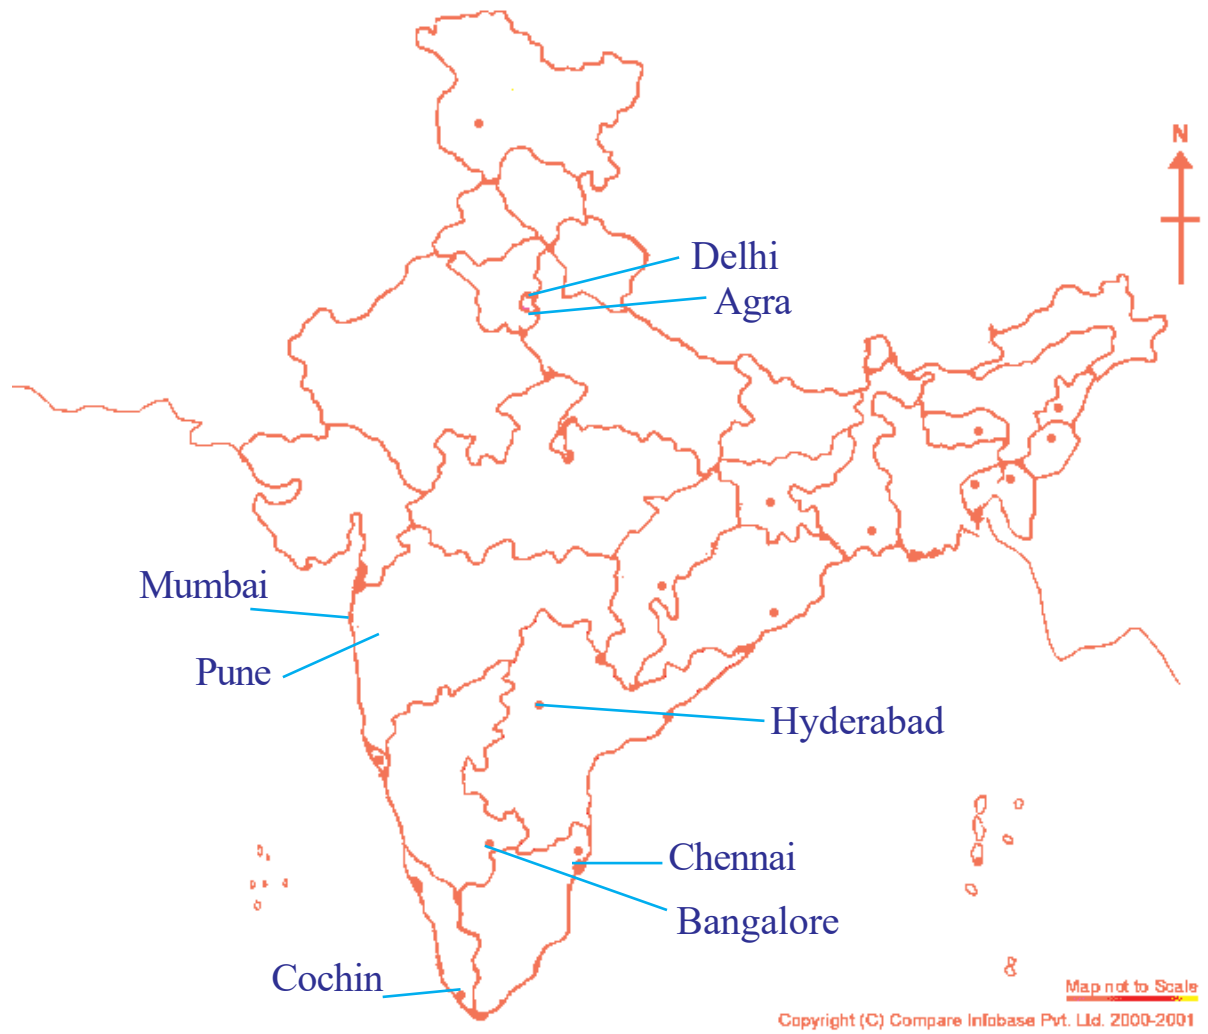 N
Delhi
Agra
Mumbai
Pune
Hyderabad
Chennai
Bangalore
Cochin
Map not to Scale
Copyright (C) Compare Infobase Pvt. Ltd. 2000-2001